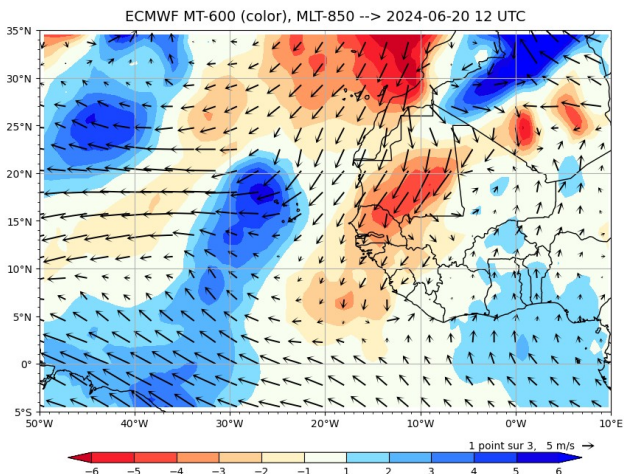 ECMWF MT-600 (color), MLT-850 --> 2024-06-20 12 UTC
35°N
30°N
25°N
20°N
15°N
10°N
5°N
0°
5°S
50°W 40°W 30°W 20°W 10°W 0°W 10°E
1 point sur 3, 5 m/s
−6 −5 −4 −3 −2 −1 1 2 3 4 5 6